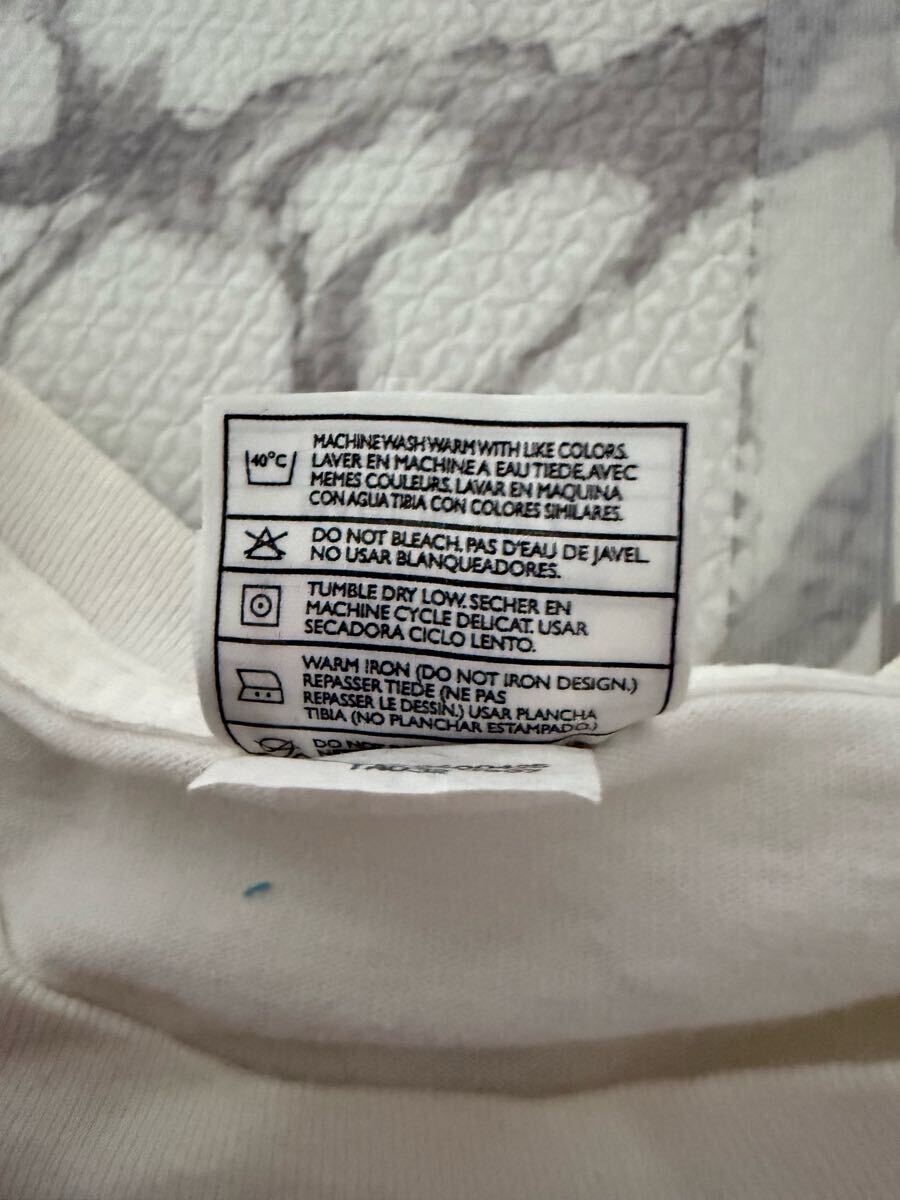 40°C
MACHINE WASH WARM WITH LIKE COLORS.
LAVER EN MACHINE A EAU TIEDE, AVEC
MEMES COULEURS. LAVAR EN MAQUINA
CON AGUA TIBIA CON COLORES SIMILARES.
DO NOT BLEACH. PAS D'EAU DE JAVEL.
NO USAR BLANQUEADORES.
TUMBLE DRY LOW. SECHER EN
MACHINE CYCLE DELICAT. USAR
SECADORA CICLO LENTO.
WARM IRON (DO NOT IRON DESIGN.)
REPASSER TIEDE (NE PAS
REPASSER LE DESSIN.) USAR PLANCHA
TIBIA (NO PLANCHAR ESTAMPADO.)
DO NOT